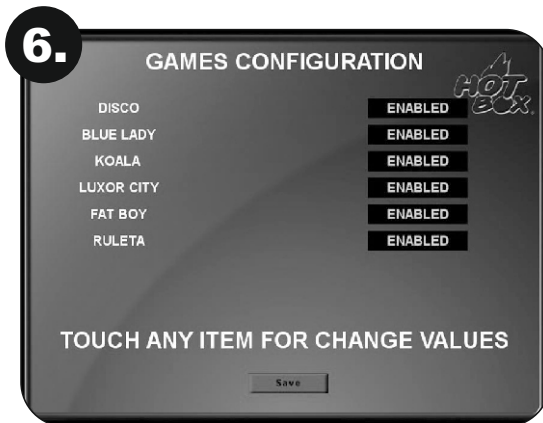 6.
GAMES CONFIGURATION
HOT
BOX
DISCO ENABLED
BLUE LADY ENABLED
KOALA ENABLED
LUXOR CITY ENABLED
FAT BOY ENABLED
RULETA ENABLED
TOUCH ANY ITEM FOR CHANGE VALUES
Save